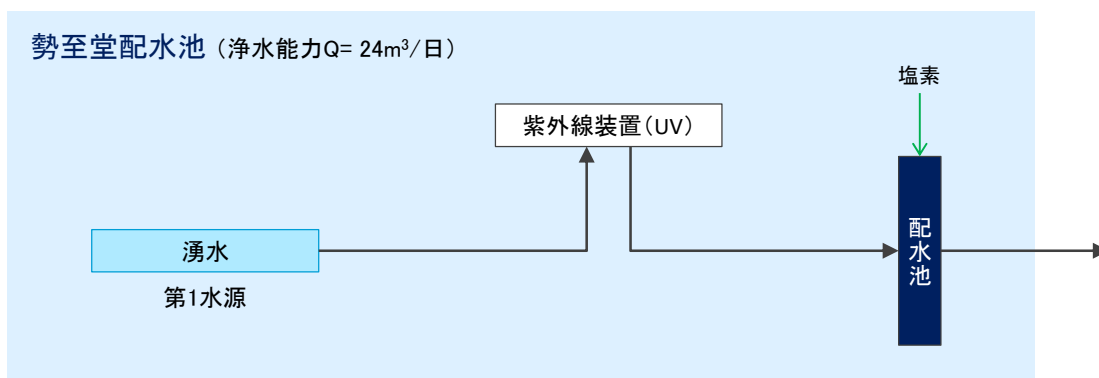 勢至堂配水池（浄水能力Q= 24m³/日）
塩素
紫外線装置（UV）
湧水
配水池
第1水源